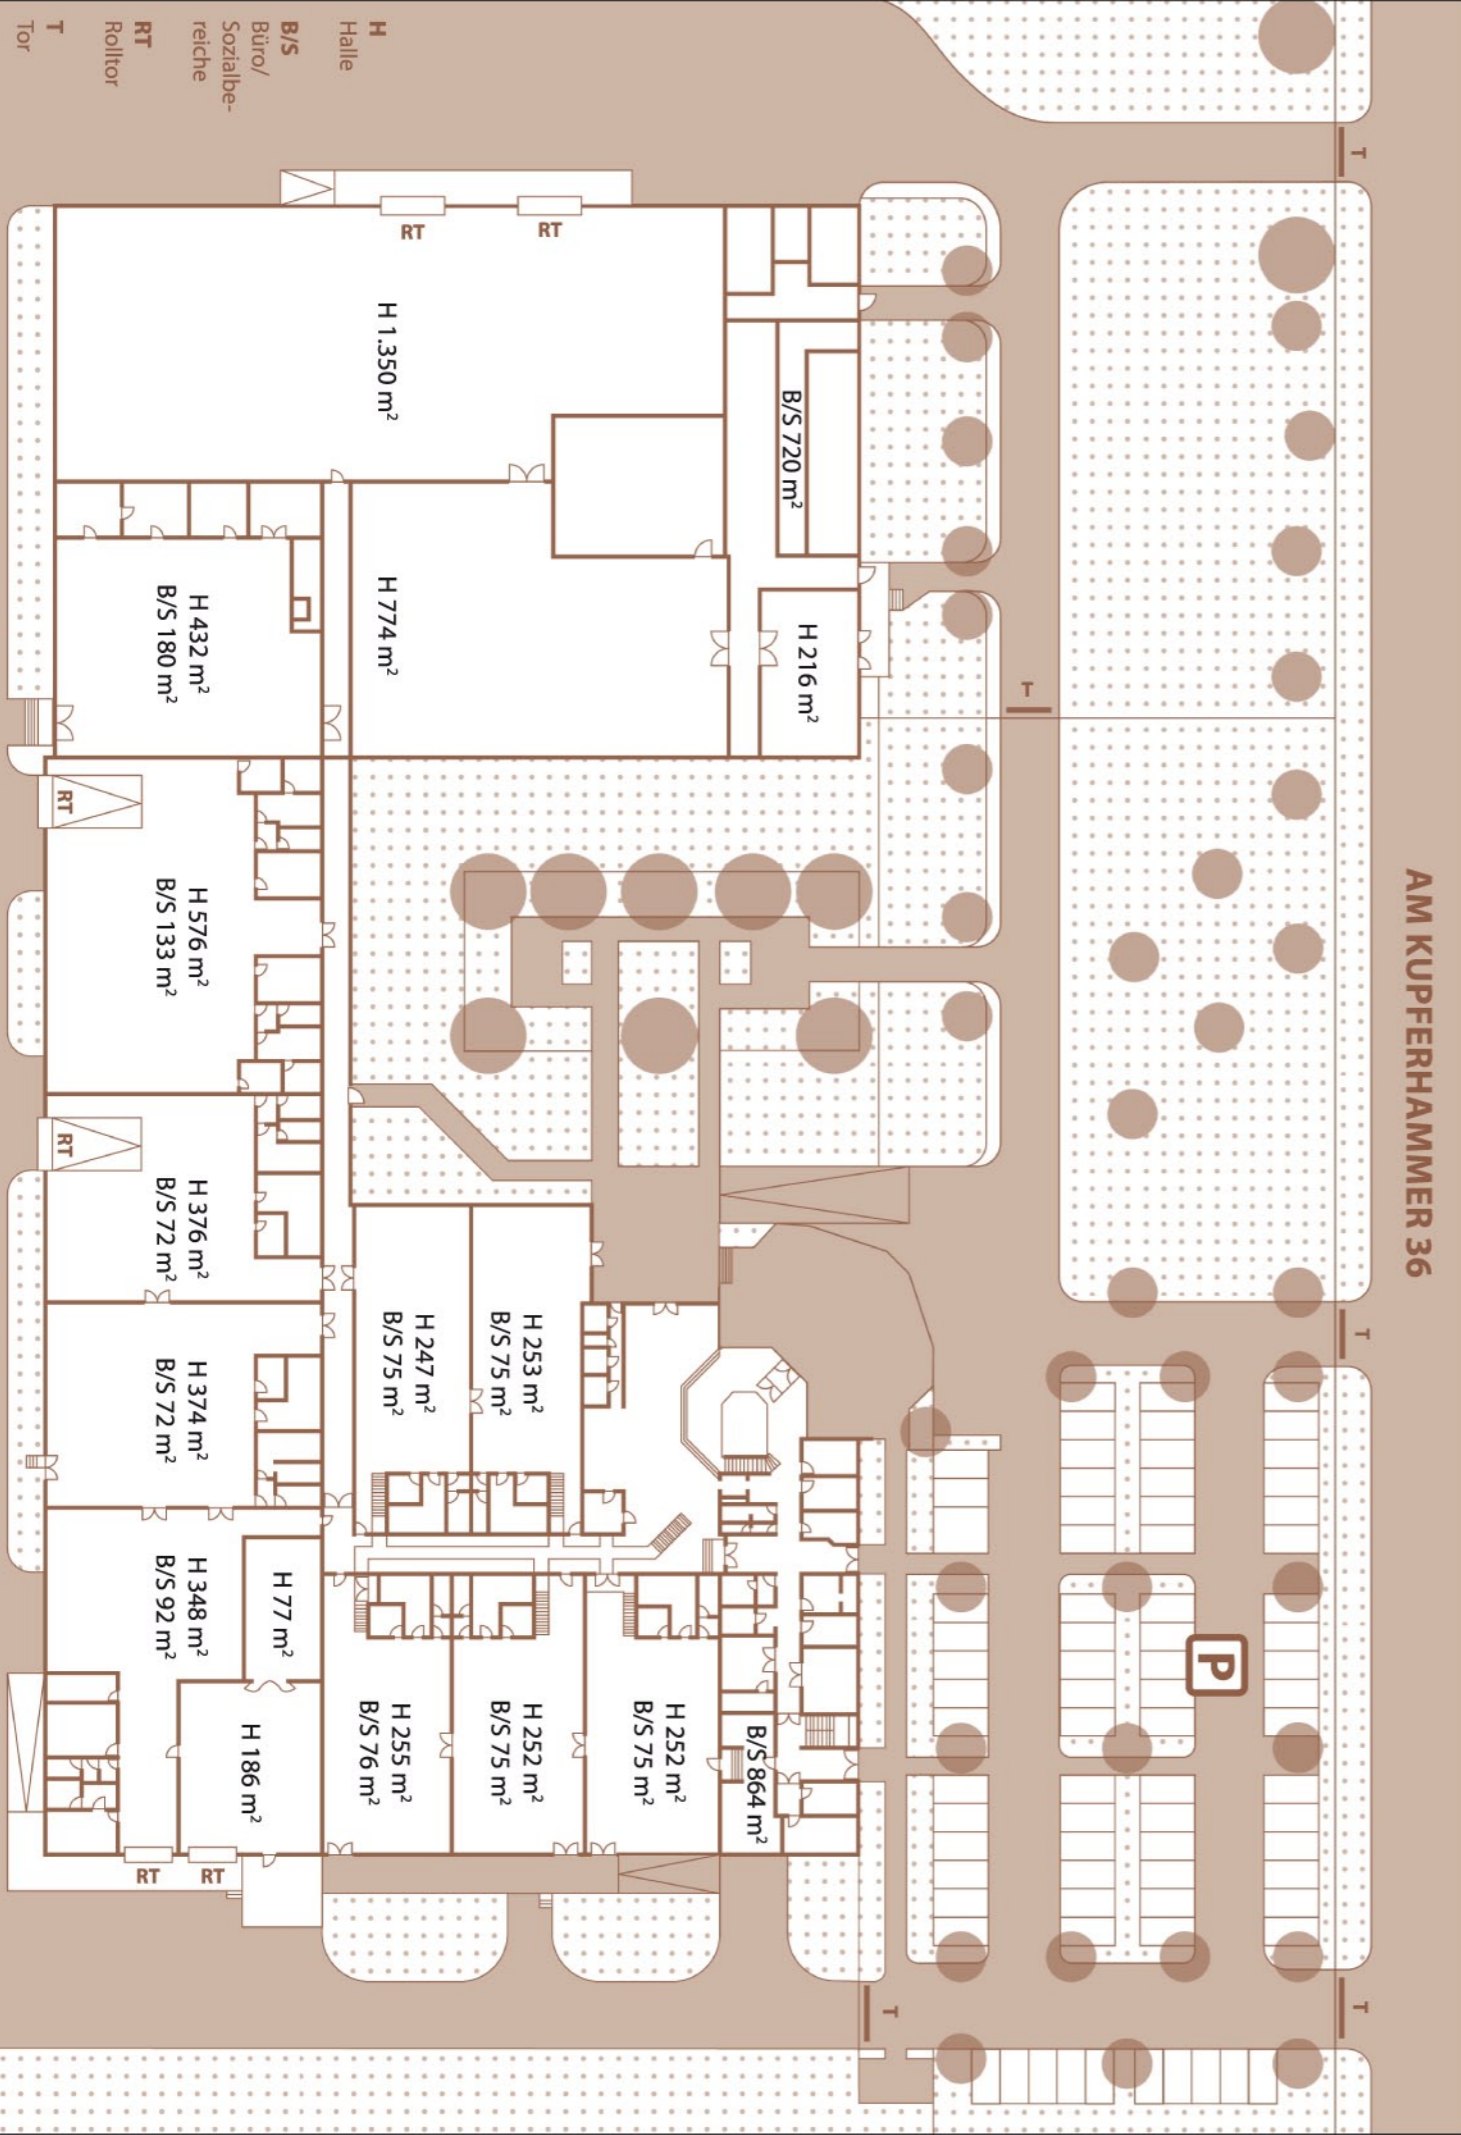 AM KUPFERHAMMER 36
T
T
T
T
T
P
H
Halle
B/S
Büro/
Sozialbe-
reiche
RT
Rolltor
T
Tor
RT
RT
H 1.350 m²
B/S 720 m²
H 774 m²
H 216 m²
H 432 m²
B/S 180 m²
RT
H 576 m²
B/S 133 m²
RT
H 376 m²
B/S 72 m²
H 374 m²
B/S 72 m²
H 253 m²
B/S 75 m²
H 247 m²
B/S 75 m²
H 348 m²
B/S 92 m²
H 77 m²
H 186 m²
H 255 m²
B/S 76 m²
H 252 m²
B/S 75 m²
H 252 m²
B/S 75 m²
B/S 864 m²
RT
RT